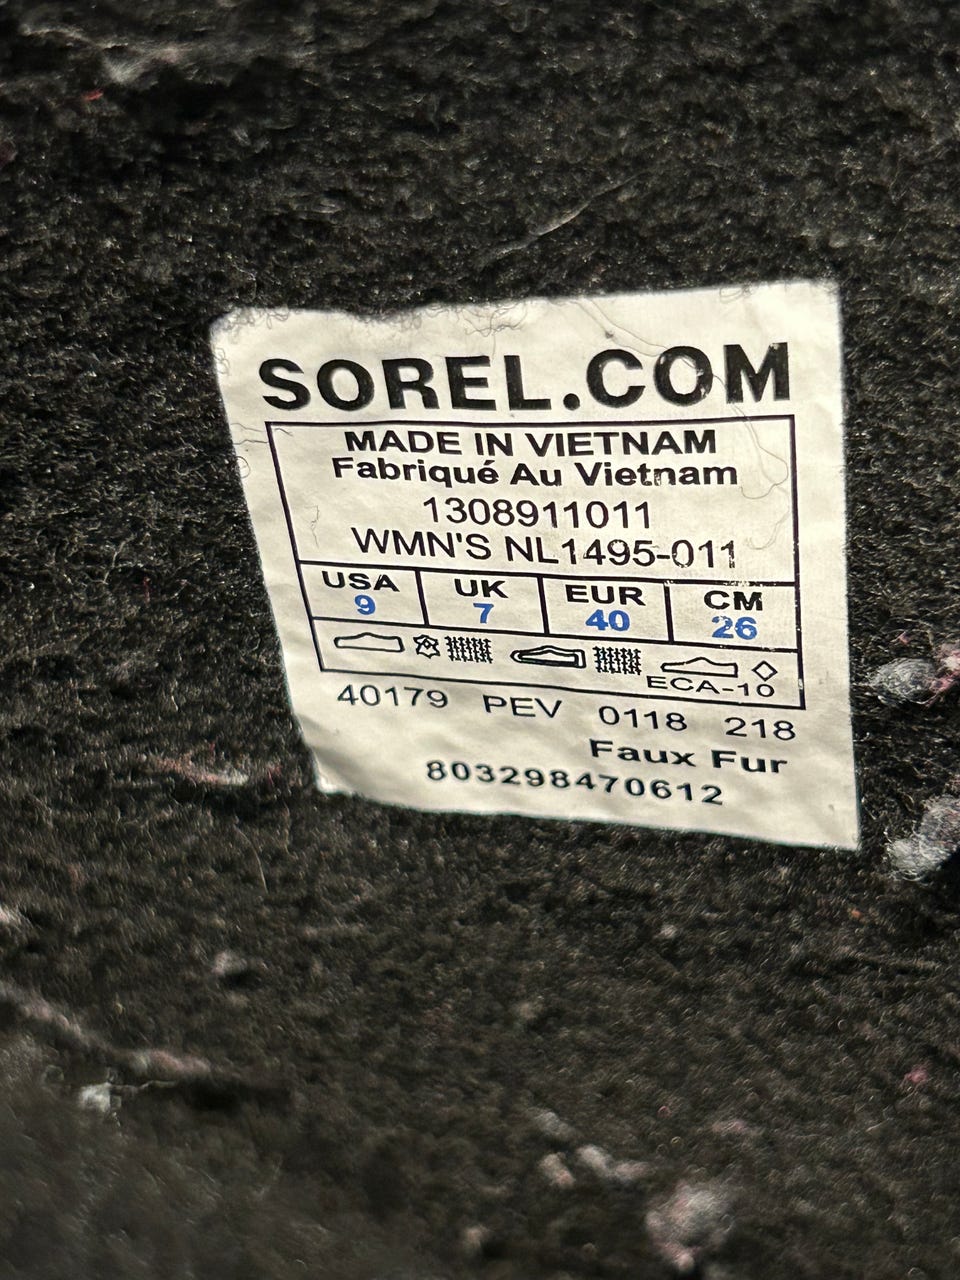 SOREL.COM
MADE IN VIETNAM
Fabriqué Au Vietnam
1308911011
WMN'S NL1495-011
USA UK EUR CM
9 7 40 26
ECA-10
40179 PEV 0118 218
Faux Fur
803298470612